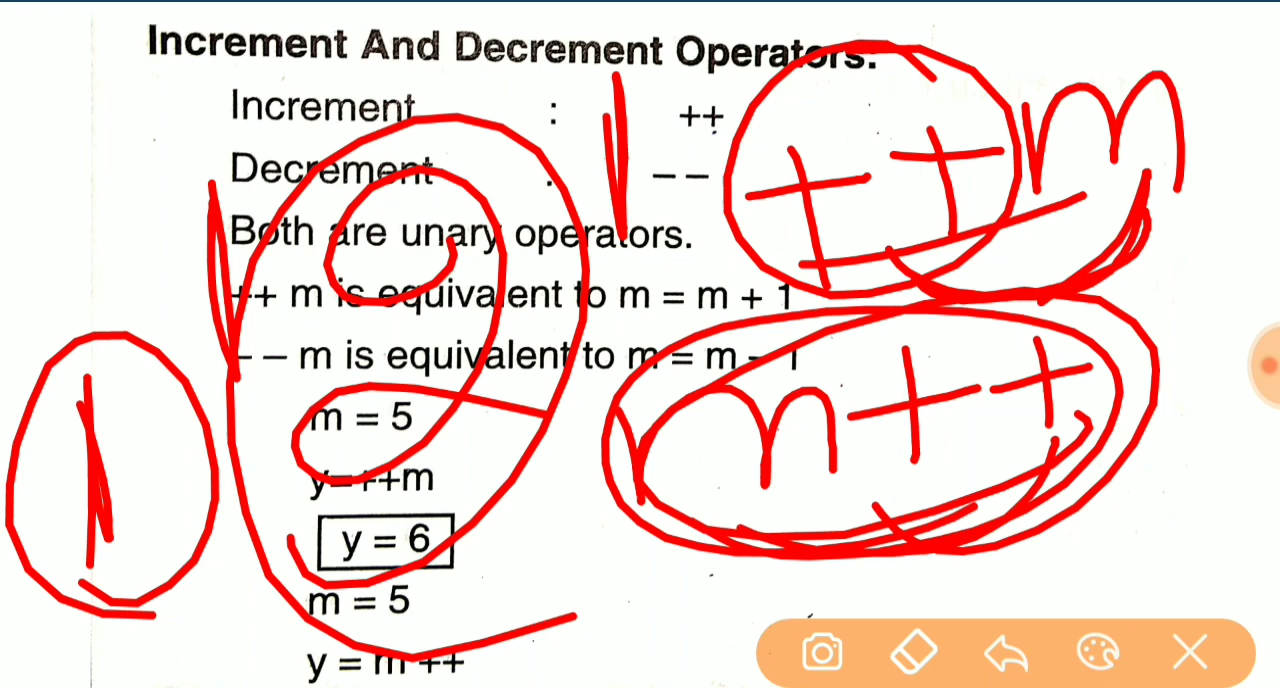 Increment And Decrement Operators:
Increment : ++
Decrement : – –
Both are unary operators.
++ m is equivalent to m = m + 1
– – m is equivalent to m = m – 1
m = 5
y = ++m
y = 6
m = 5
y = m ++
++m
m++
1